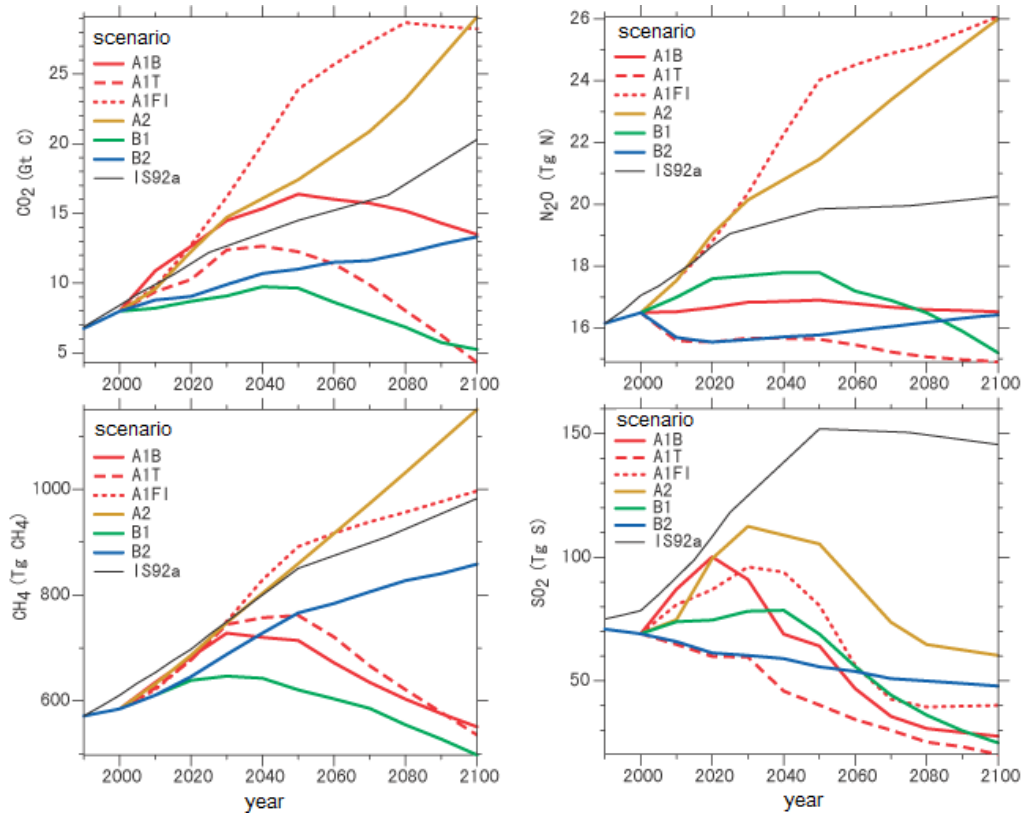 scenario
A1B
A1T
A1FI
A2
B1
B2
IS92a
CO₂ (Gt C)
25
20
15
10
5
2000 2020 2040 2060 2080 2100
scenario
A1B
A1T
A1FI
A2
B1
B2
IS92a
N₂O (Tg N)
26
24
22
20
18
16
2000 2020 2040 2060 2080 2100
scenario
A1B
A1T
A1FI
A2
B1
B2
IS92a
CH₄ (Tg CH₄)
1000
800
600
2000 2020 2040 2060 2080 2100
year
scenario
A1B
A1T
A1FI
A2
B1
B2
IS92a
SO₂ (Tg S)
150
100
50
2000 2020 2040 2060 2080 2100
year